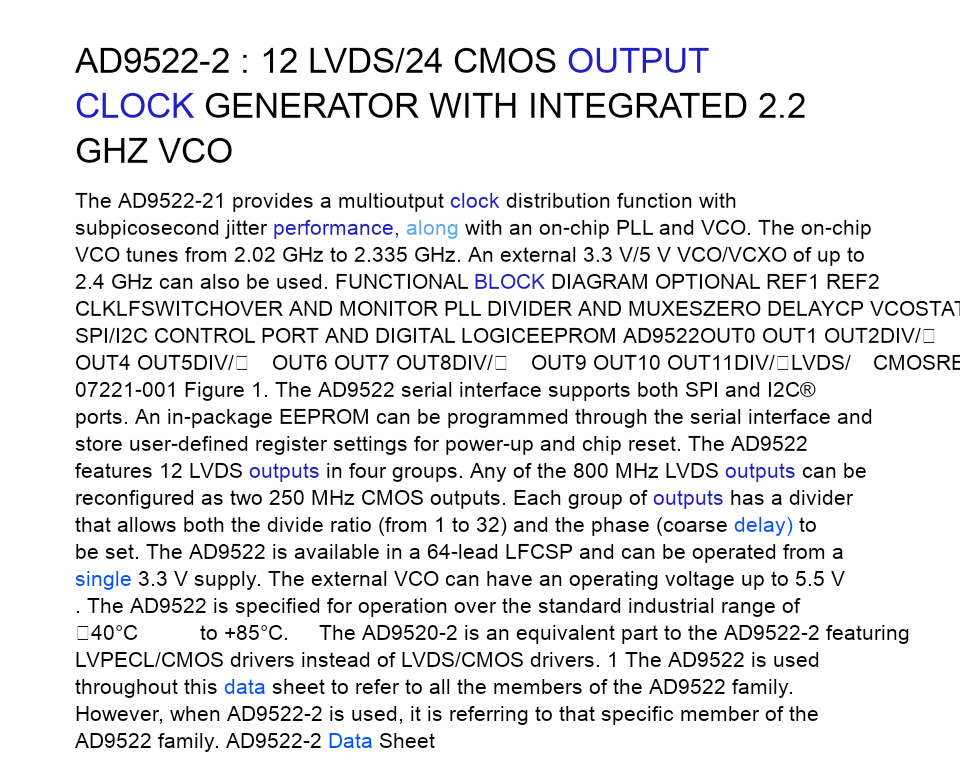 AD9522-2 : 12 LVDS/24 CMOS OUTPUT
CLOCK GENERATOR WITH INTEGRATED 2.2
GHZ VCO
The AD9522-21 provides a multioutput clock distribution function with
subpicosecond jitter performance, along with an on-chip PLL and VCO. The on-chip
VCO tunes from 2.02 GHz to 2.335 GHz. An external 3.3 V/5 V VCO/VCXO of up to
2.4 GHz can also be used. FUNCTIONAL BLOCK DIAGRAM OPTIONAL REF1 REF2
CLKLFSWITCHOVER AND MONITOR PLL DIVIDER AND MUXESZERO DELAYCP VCOSTAT
SPI/I2C CONTROL PORT AND DIGITAL LOGICEEPROM AD9522OUT0 OUT1 OUT2DIV/□
OUT4 OUT5DIV/□ OUT6 OUT7 OUT8DIV/□ OUT9 OUT10 OUT11DIV/□LVDS/ CMOSRE
07221-001 Figure 1. The AD9522 serial interface supports both SPI and I2C®
ports. An in-package EEPROM can be programmed through the serial interface and
store user-defined register settings for power-up and chip reset. The AD9522
features 12 LVDS outputs in four groups. Any of the 800 MHz LVDS outputs can be
reconfigured as two 250 MHz CMOS outputs. Each group of outputs has a divider
that allows both the divide ratio (from 1 to 32) and the phase (coarse delay) to
be set. The AD9522 is available in a 64-lead LFCSP and can be operated from a
single 3.3 V supply. The external VCO can have an operating voltage up to 5.5 V
. The AD9522 is specified for operation over the standard industrial range of
□40°C to +85°C. The AD9520-2 is an equivalent part to the AD9522-2 featuring
LVPECL/CMOS drivers instead of LVDS/CMOS drivers. 1 The AD9522 is used
throughout this data sheet to refer to all the members of the AD9522 family.
However, when AD9522-2 is used, it is referring to that specific member of the
AD9522 family. AD9522-2 Data Sheet